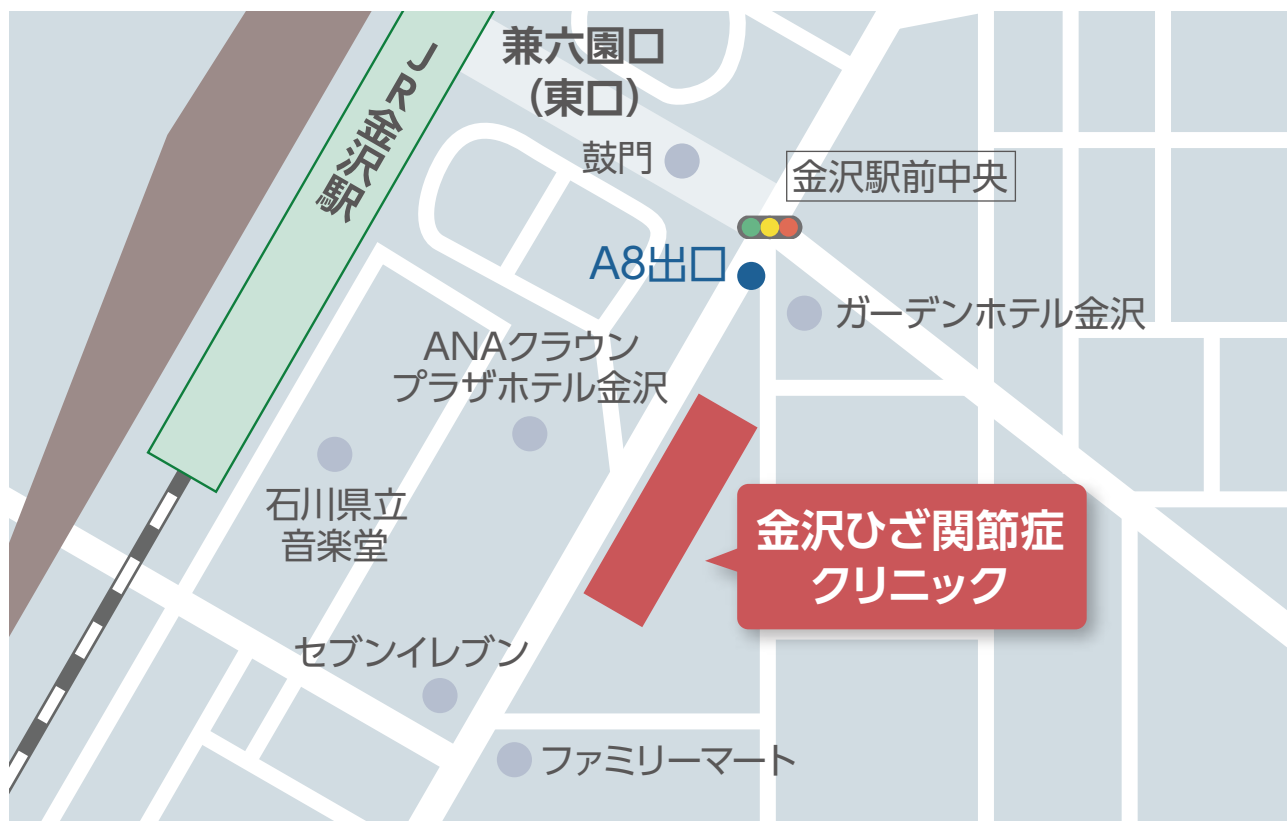 兼六園口
（東口）
JR金沢駅
鼓門
金沢駅前中央
A8出口
ガーデンホテル金沢
ANAクラウン
プラザホテル金沢
石川県立
音楽堂
金沢ひざ関節症
クリニック
セブンイレブン
ファミリーマート